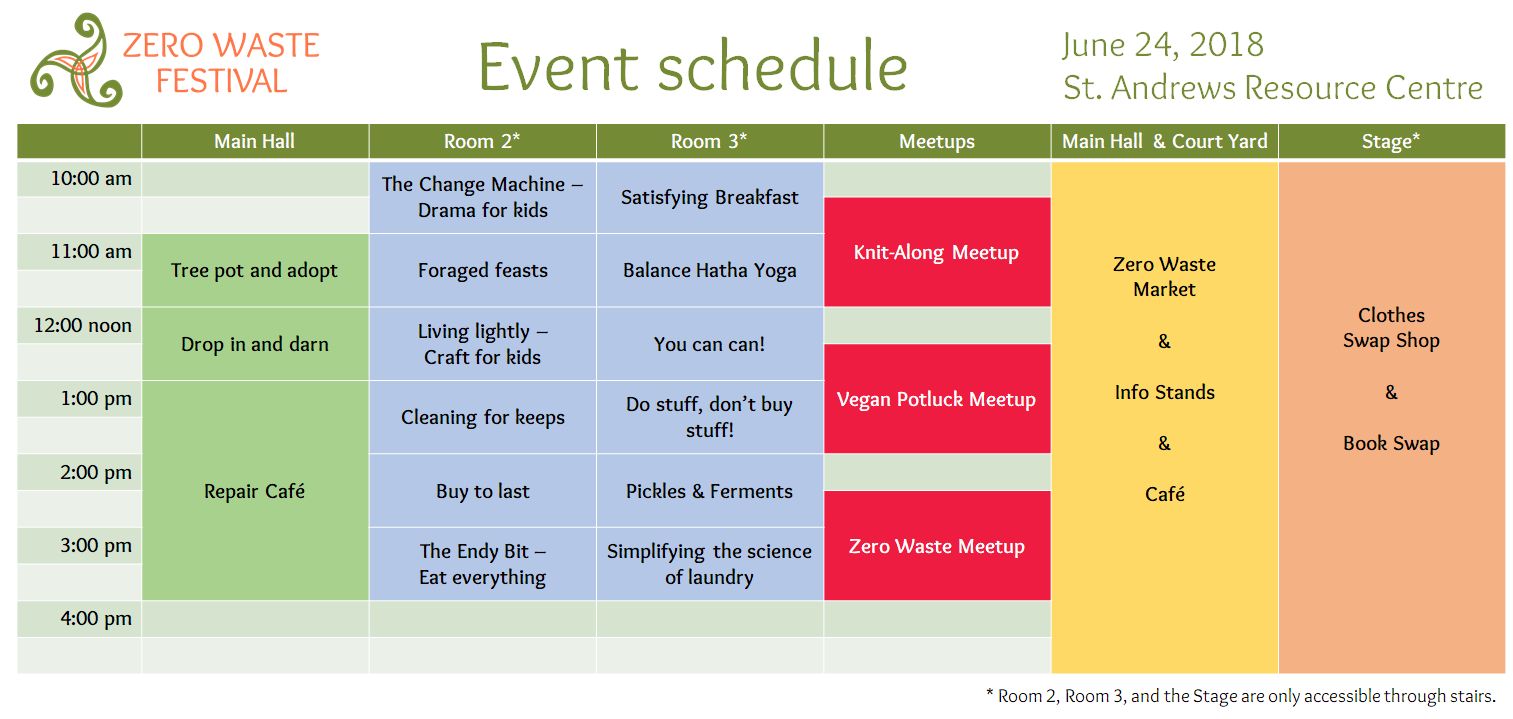 ZERO WASTE
FESTIVAL
Event schedule
June 24, 2018
St. Andrews Resource Centre
Main Hall
Room 2*
Room 3*
Meetups
Main Hall & Court Yard
Stage*
10:00 am
The Change Machine –
Drama for kids
Satisfying Breakfast
11:00 am
Tree pot and adopt
Foraged feasts
Balance Hatha Yoga
Knit-Along Meetup
12:00 noon
Drop in and darn
Living lightly –
Craft for kids
You can can!
1:00 pm
Cleaning for keeps
Do stuff, don’t buy
stuff!
Vegan Potluck Meetup
2:00 pm
Repair Café
Buy to last
Pickles & Ferments
3:00 pm
The Endy Bit –
Eat everything
Simplifying the science
of laundry
Zero Waste Meetup
4:00 pm
Zero Waste
Market
&
Info Stands
&
Café
Clothes
Swap Shop
&
Book Swap
* Room 2, Room 3, and the Stage are only accessible through stairs.